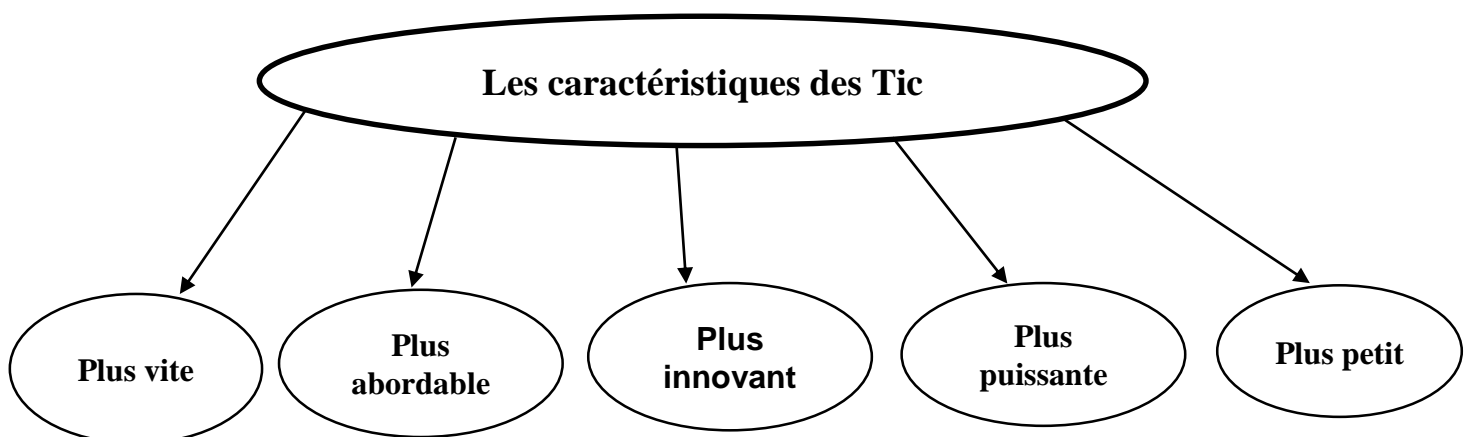 Les caractéristiques des Tic
Plus vite
Plus
abordable
Plus
innovant
Plus
puissante
Plus petit